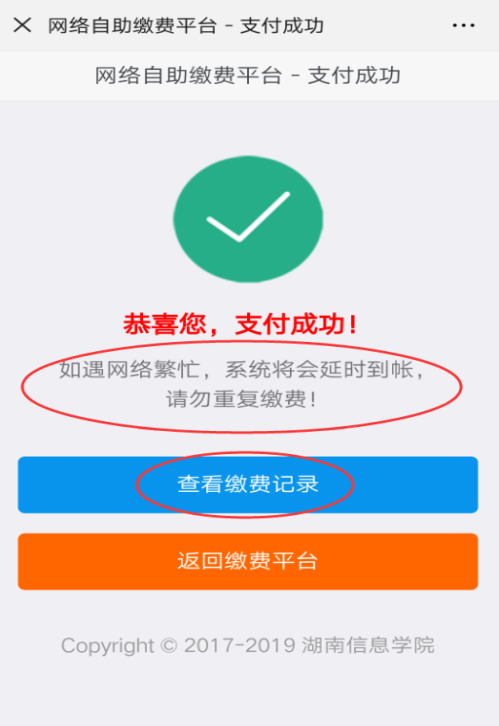 网络自助缴费平台 - 支付成功
网络自助缴费平台 - 支付成功
恭喜您，支付成功！
如遇网络繁忙，系统将会延时到帐，
请勿重复缴费！
查看缴费记录
返回缴费平台
Copyright © 2017-2019 湖南信息学院